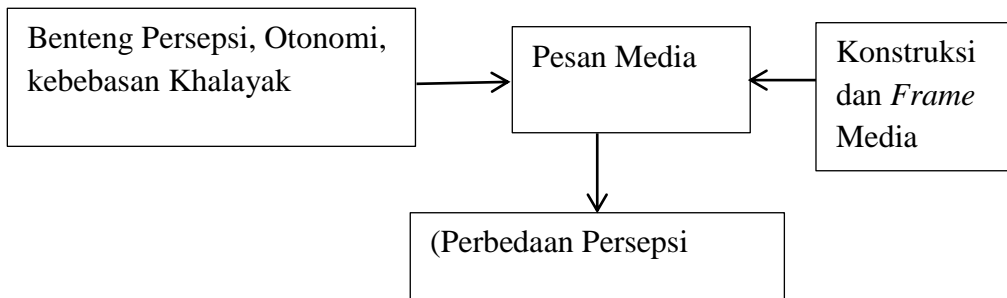 Benteng Persepsi, Otonomi,
kebebasan Khalayak
Pesan Media
Konstruksi
dan Frame
Media
(Perbedaan Persepsi